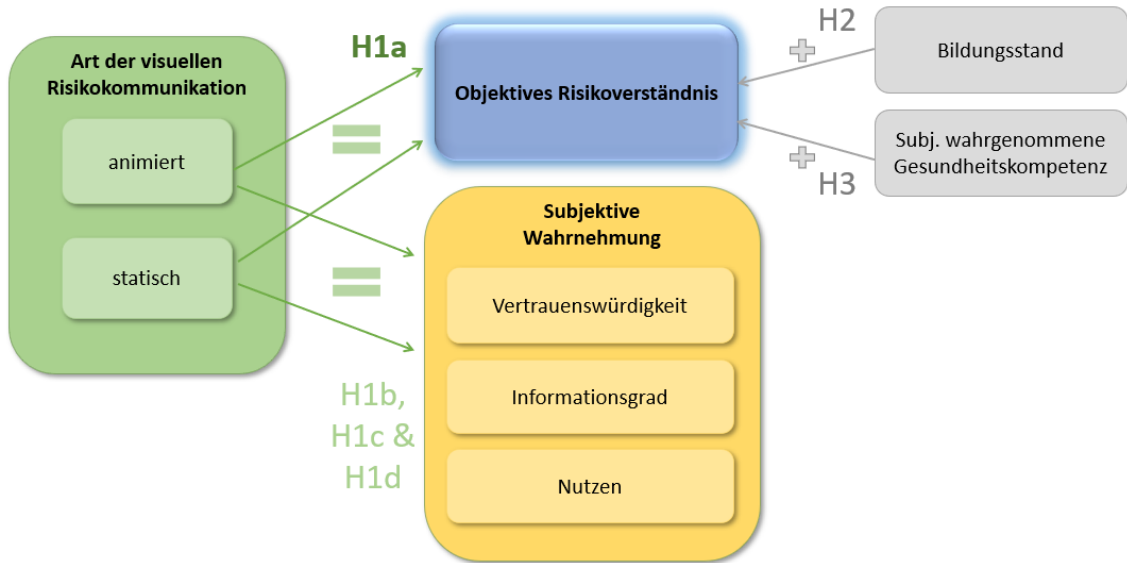 Art der visuellen
Risikokommunikation
animiert
statisch
H1a
=
=
H1b,
H1c &
H1d
Objektives Risikoverständnis
Subjektive
Wahrnehmung
Vertrauenswürdigkeit
Informationsgrad
Nutzen
H2
+
Bildungsstand
+
H3
Subj. wahrgenommene
Gesundheitskompetenz